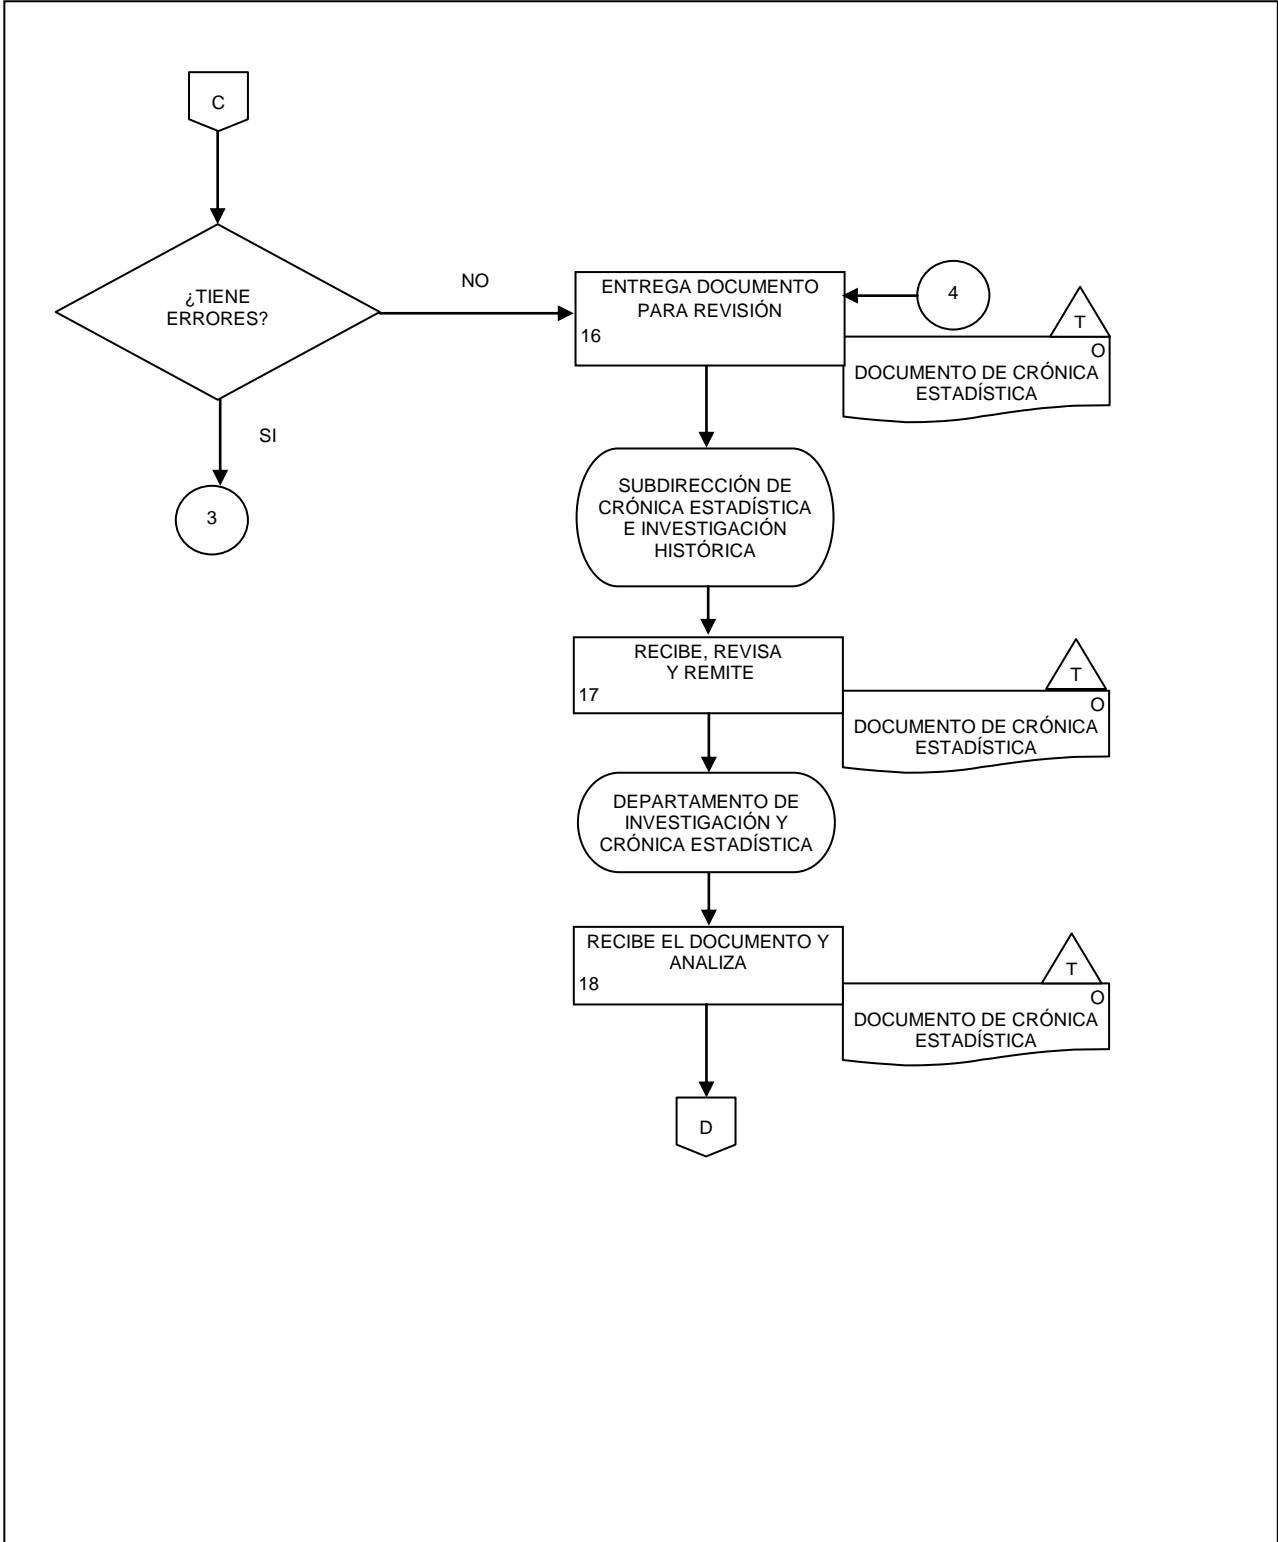 C
¿TIENE
ERRORES?
NO
SI
3
ENTREGA DOCUMENTO
PARA REVISIÓN
16
4
T
O
DOCUMENTO DE CRÓNICA
ESTADÍSTICA
SUBDIRECCIÓN DE
CRÓNICA ESTADÍSTICA
E INVESTIGACIÓN
HISTÓRICA
RECIBE, REVISA
Y REMITE
17
T
O
DOCUMENTO DE CRÓNICA
ESTADÍSTICA
DEPARTAMENTO DE
INVESTIGACIÓN Y
CRÓNICA ESTADÍSTICA
RECIBE EL DOCUMENTO Y
ANALIZA
18
T
O
DOCUMENTO DE CRÓNICA
ESTADÍSTICA
D